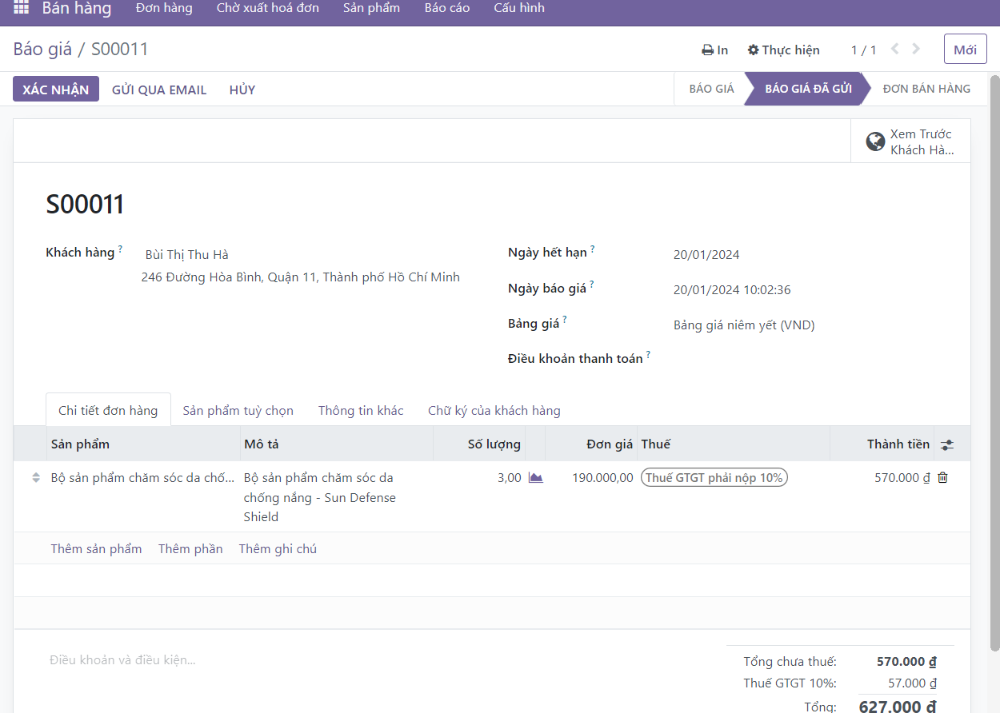 Bán hàng Đơn hàng Chờ xuất hoá đơn Sản phẩm Báo cáo Cấu hình
Báo giá / S00011 In Thực hiện 1 / 1 Mới
XÁC NHẬN GỬI QUA EMAIL HỦY BÁO GIÁ BÁO GIÁ ĐÃ GỬI ĐƠN BÁN HÀNG
Xem Trước
Khách Hà...
S00011
Khách hàng ? Bùi Thị Thu Hà
246 Đường Hòa Bình, Quận 11, Thành phố Hồ Chí Minh
Ngày hết hạn ? 20/01/2024
Ngày báo giá ? 20/01/2024 10:02:36
Bảng giá ? Bảng giá niêm yết (VND)
Điều khoản thanh toán ?
Chi tiết đơn hàng Sản phẩm tuỳ chọn Thông tin khác Chữ ký của khách hàng
Sản phẩm Mô tả Số lượng Đơn giá Thuế Thành tiền
Bộ sản phẩm chăm sóc da chố... Bộ sản phẩm chăm sóc da 3,00 190.000,00 Thuế GTGT phải nộp 10% 570.000 ₫
chống nắng - Sun Defense
Shield
Thêm sản phẩm Thêm phần Thêm ghi chú
Điều khoản và điều kiện...
Tổng chưa thuế: 570.000 ₫
Thuế GTGT 10%: 57.000 ₫
Tổng: 627.000 ₫